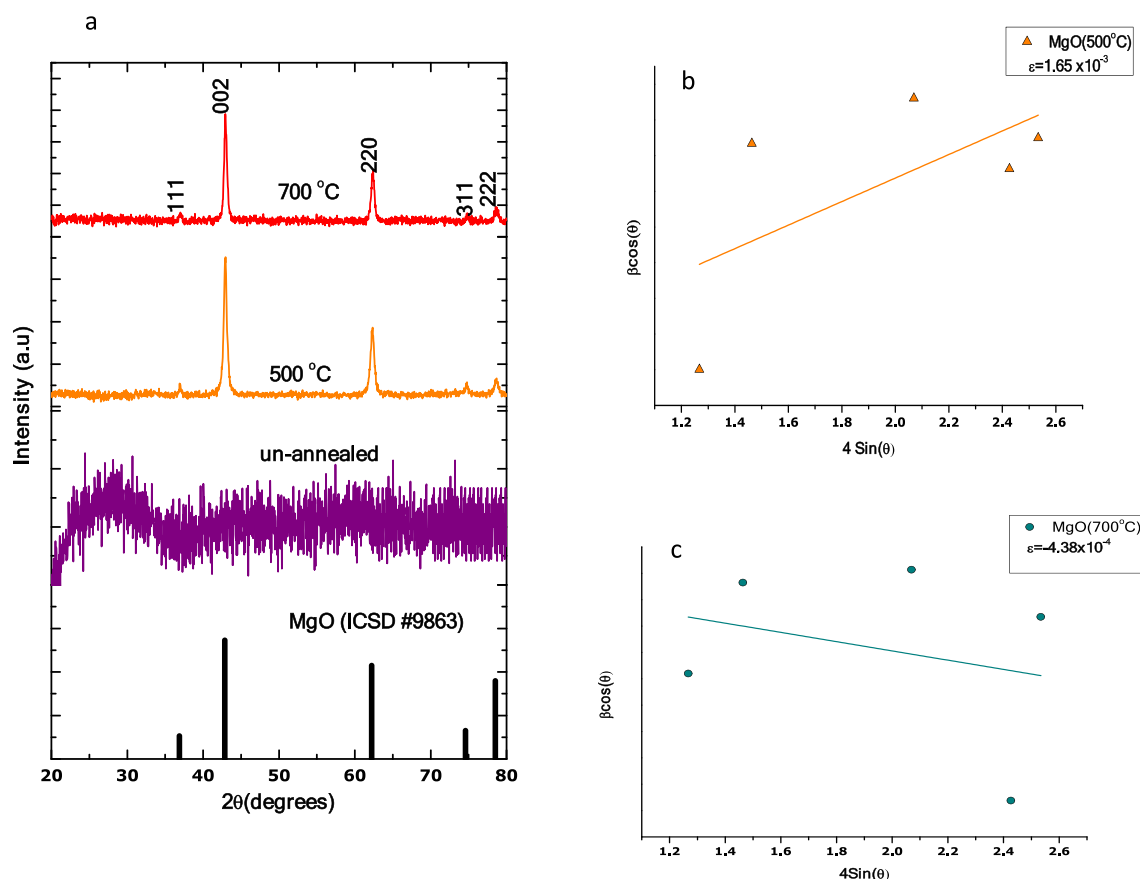 a
111
002
220
311
222
700 °C
500 °C
un-annealed
MgO (ICSD #9863)
Intensity (a.u)
20 30 40 50 60 70 80
2θ(degrees)
b
MgO(500°C)
ε=1.65 x10⁻³
βcos(θ)
1.2 1.4 1.6 1.8 2.0 2.2 2.4 2.6
4 Sin(θ)
c
MgO(700°C)
ε=-4.38x10⁻⁴
βcos(θ)
1.2 1.4 1.6 1.8 2.0 2.2 2.4 2.6
4Sin(θ)